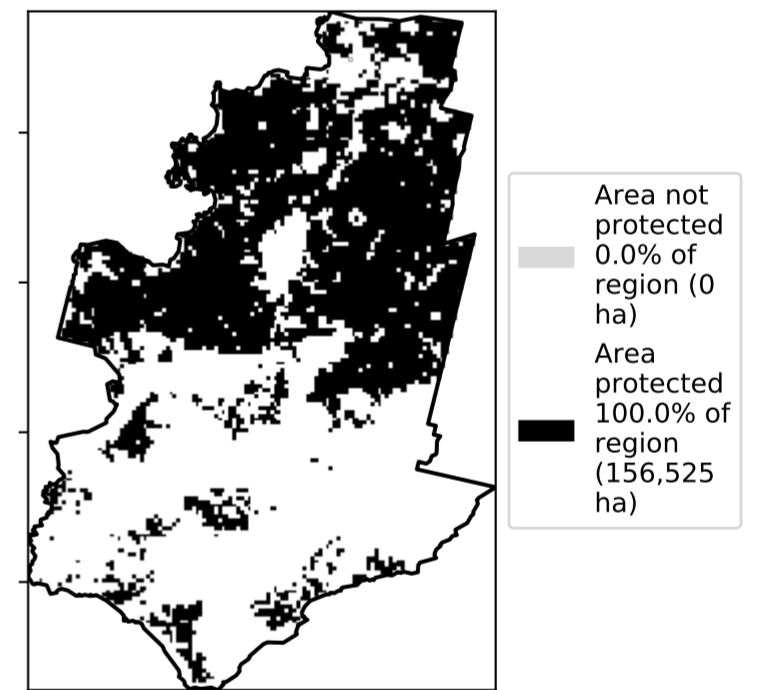 Area not
protected
0.0% of
region (0
ha)
Area
protected
100.0% of
region
(156,525
ha)